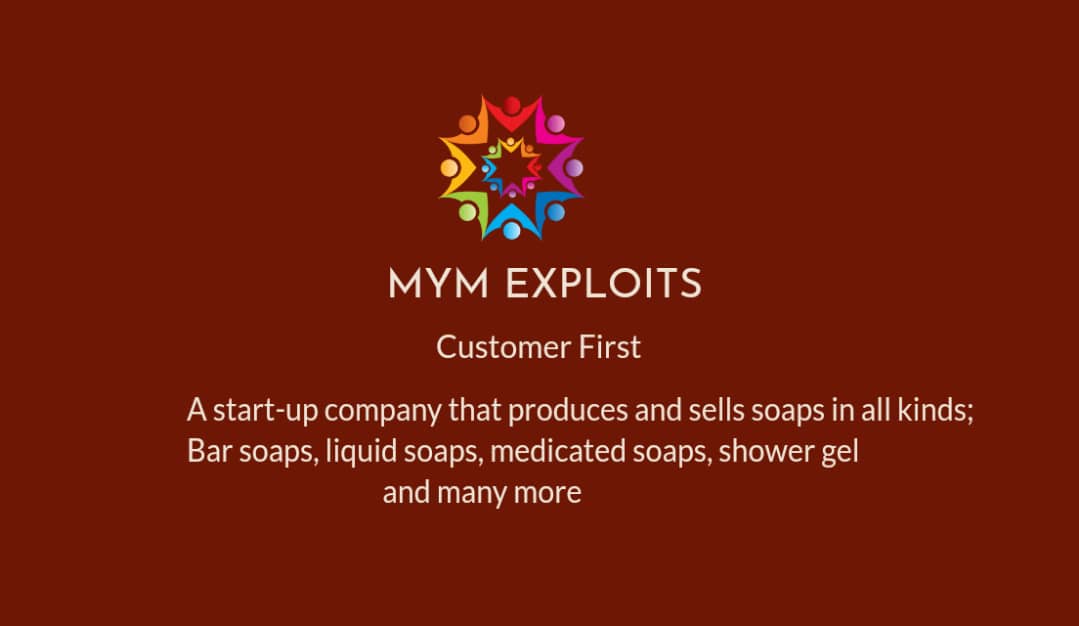 MYM EXPLOITS
Customer First
A start-up company that produces and sells soaps in all kinds;
Bar soaps, liquid soaps, medicated soaps, shower gel
and many more